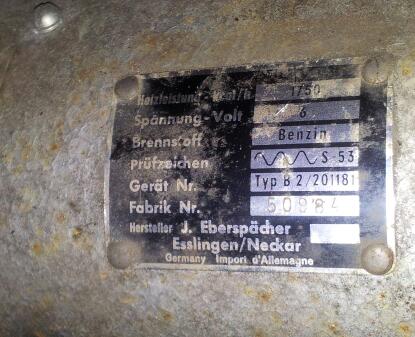 Heizleistung kcal/h 1750
Spannung-Volt 6
Brennstoff Benzin
Prüfzeichen S 53
Gerät Nr. Typ B 2/201181
Fabrik Nr. 50984
Hersteller J. Eberspächer
Esslingen/Neckar
Germany Import d'Allemagne